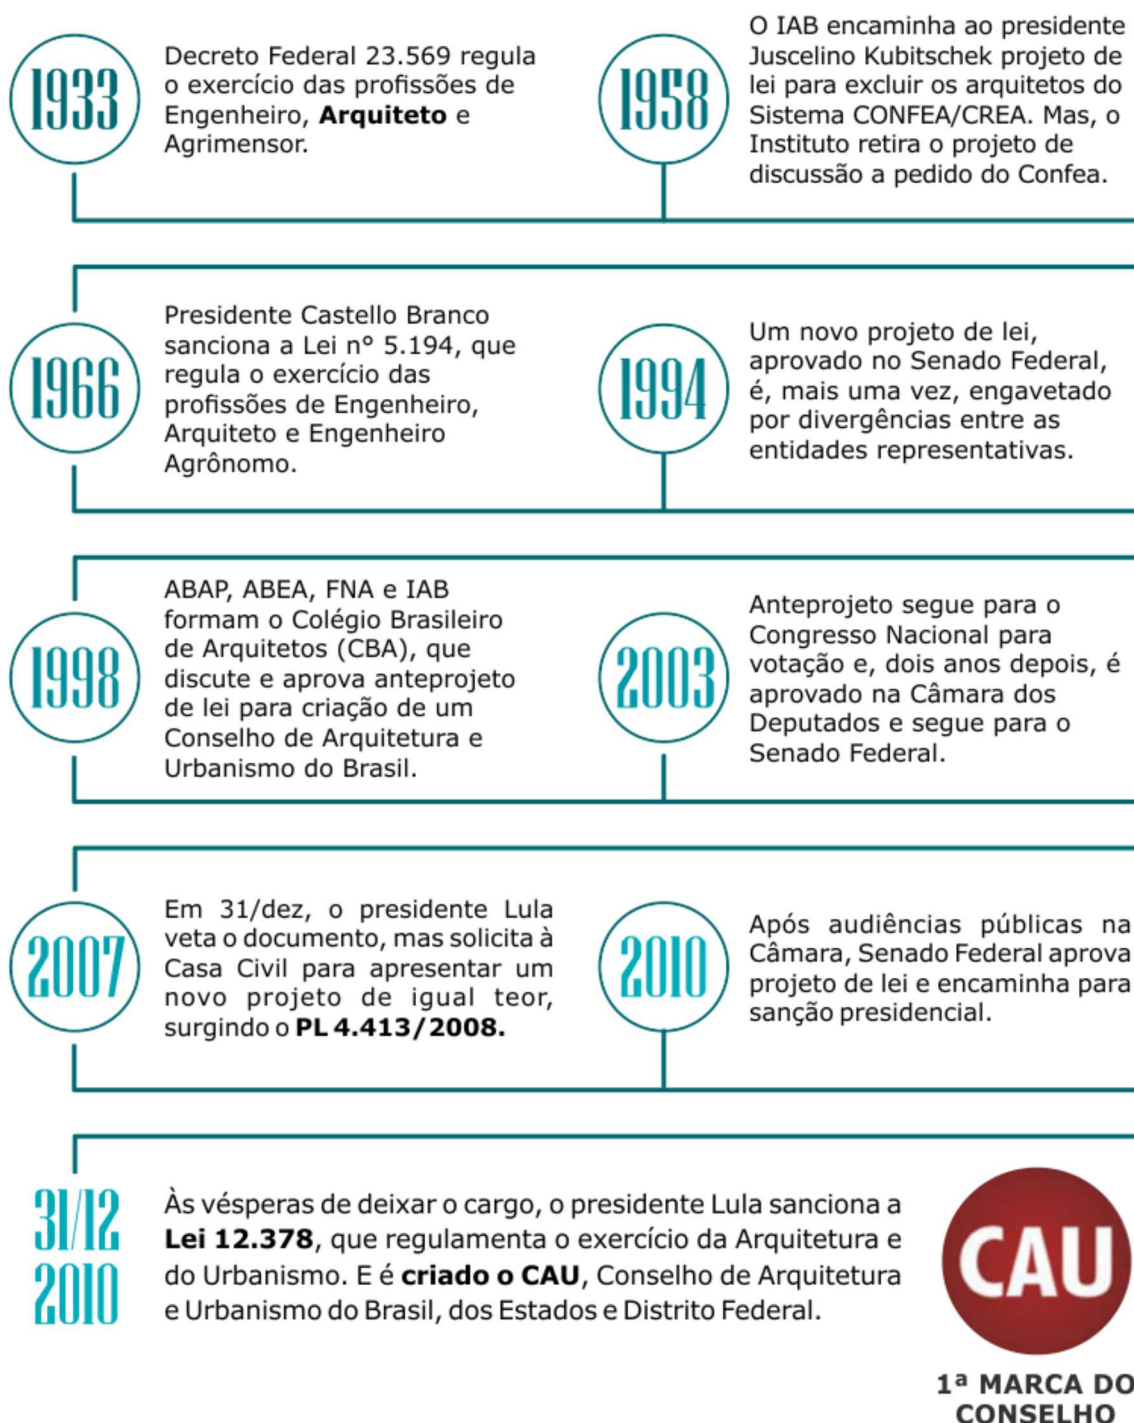 1933
Decreto Federal 23.569 regula
o exercício das profissões de
Engenheiro, Arquiteto e
Agrimensor.
1958
O IAB encaminha ao presidente
Juscelino Kubitschek projeto de
lei para excluir os arquitetos do
Sistema CONFEA/CREA. Mas, o
Instituto retira o projeto de
discussão a pedido do Confea.
1966
Presidente Castello Branco
sanciona a Lei n° 5.194, que
regula o exercício das
profissões de Engenheiro,
Arquiteto e Engenheiro
Agrônomo.
1994
Um novo projeto de lei,
aprovado no Senado Federal,
é, mais uma vez, engavetado
por divergências entre as
entidades representativas.
1998
ABAP, ABEA, FNA e IAB
formam o Colégio Brasileiro
de Arquitetos (CBA), que
discute e aprova anteprojeto
de lei para criação de um
Conselho de Arquitetura e
Urbanismo do Brasil.
2003
Anteprojeto segue para o
Congresso Nacional para
votação e, dois anos depois, é
aprovado na Câmara dos
Deputados e segue para o
Senado Federal.
2007
Em 31/dez, o presidente Lula
veta o documento, mas solicita à
Casa Civil para apresentar um
novo projeto de igual teor,
surgindo o PL 4.413/2008.
2010
Após audiências públicas na
Câmara, Senado Federal aprova
projeto de lei e encaminha para
sanção presidencial.
31/12
2010
Às vésperas de deixar o cargo, o presidente Lula sanciona a
Lei 12.378, que regulamenta o exercício da Arquitetura e
do Urbanismo. E é criado o CAU, Conselho de Arquitetura
e Urbanismo do Brasil, dos Estados e Distrito Federal.
CAU
1ª MARCA DO
CONSELHO